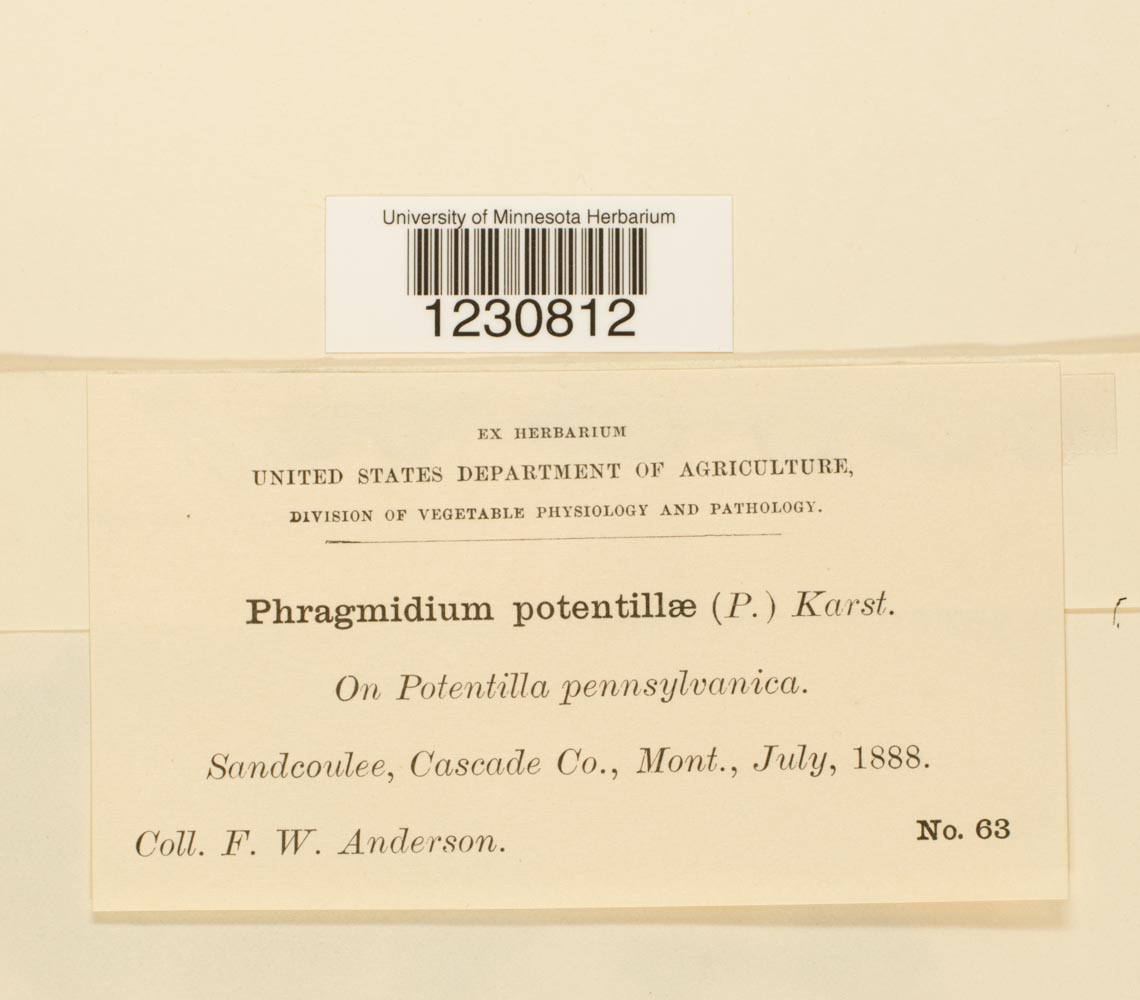 University of Minnesota Herbarium
1230812
EX HERBARIUM
UNITED STATES DEPARTMENT OF AGRICULTURE,
DIVISION OF VEGETABLE PHYSIOLOGY AND PATHOLOGY.
Phragmidium potentillæ (P.) Karst.
On Potentilla pennsylvanica.
Sandcoulee, Cascade Co., Mont., July, 1888.
Coll. F. W. Anderson.
No. 63